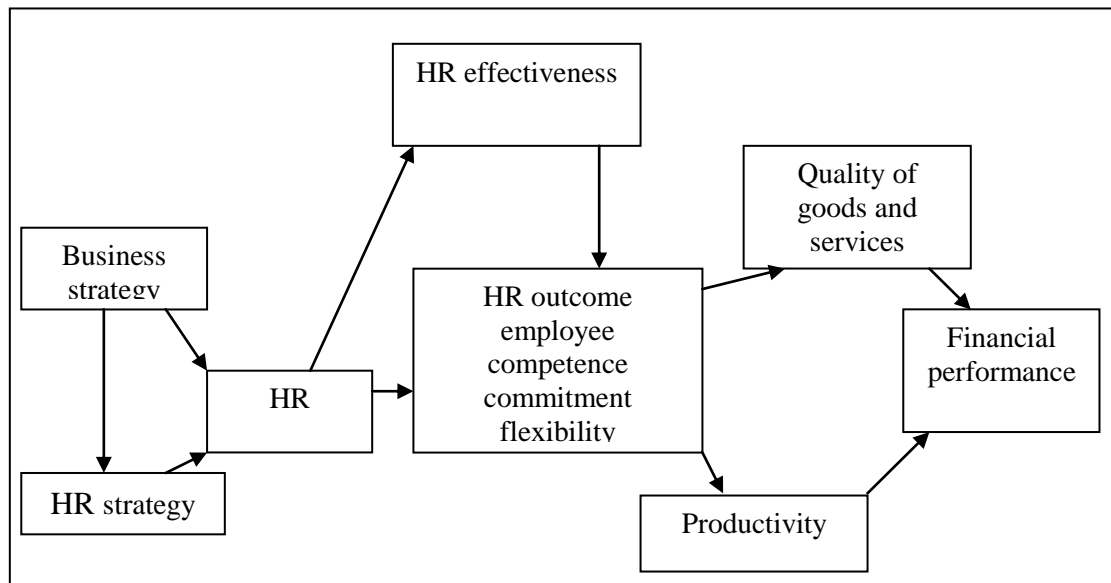 HR effectiveness
Quality of
goods and
services
Business
strategy
HR outcome
employee
competence
commitment
flexibility
Financial
performance
HR
HR strategy
Productivity